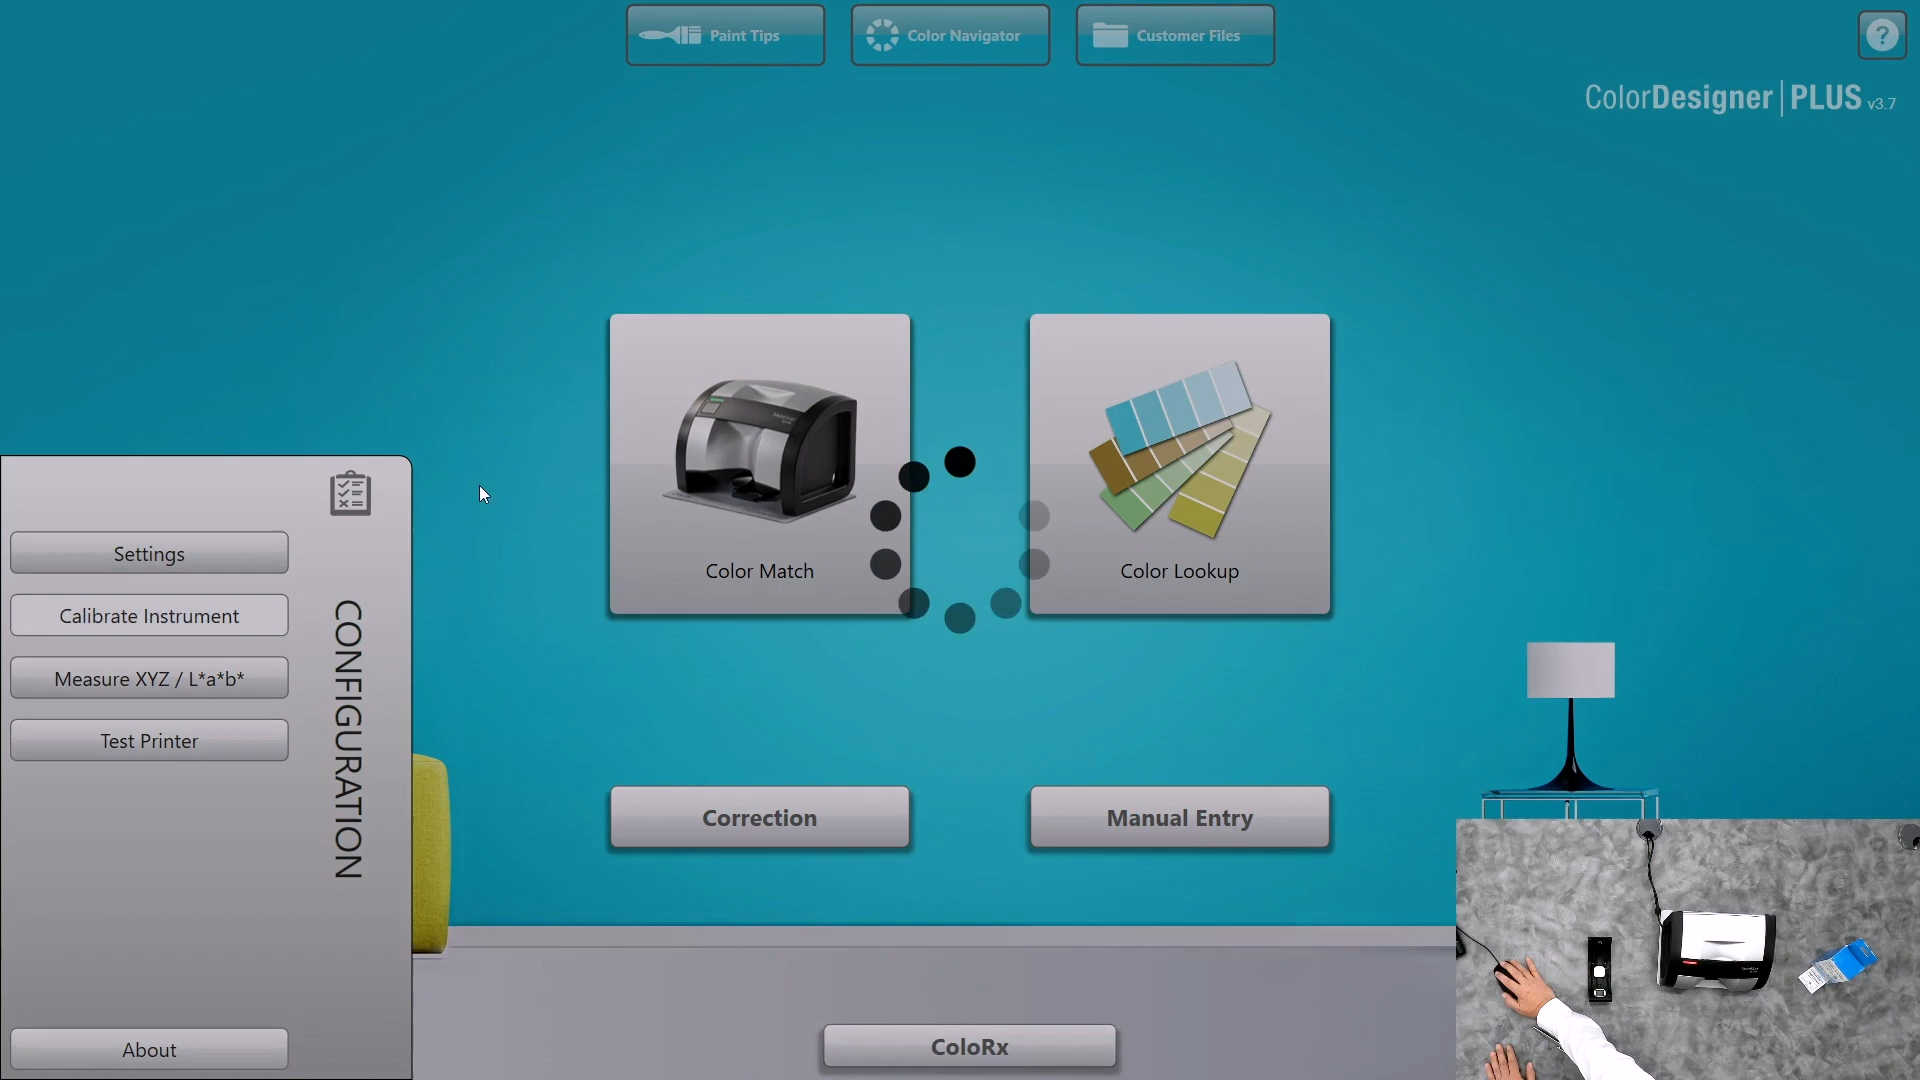 Paint Tips
Color Navigator
Customer Files
?
ColorDesigner|PLUS v3.7
Color Match
Color Lookup
Settings
Calibrate Instrument
Measure XYZ / L*a*b*
Test Printer
CONFIGURATION
Correction
Manual Entry
About
ColoRx